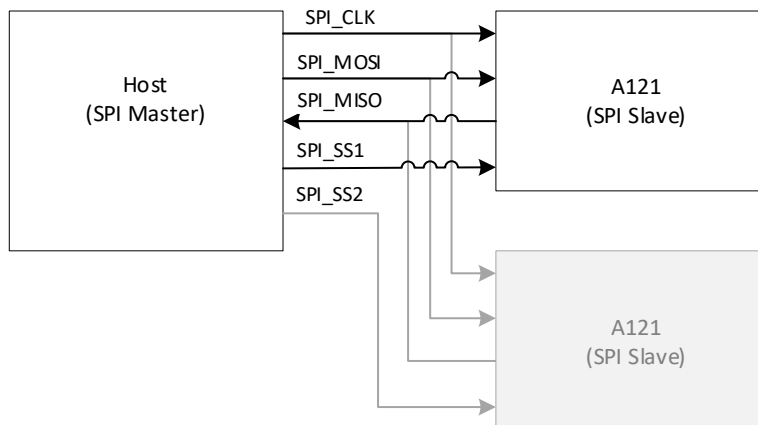 SPI_CLK
SPI_MOSI
SPI_MISO
SPI_SS1
SPI_SS2
Host
(SPI Master)
A121
(SPI Slave)
A121
(SPI Slave)